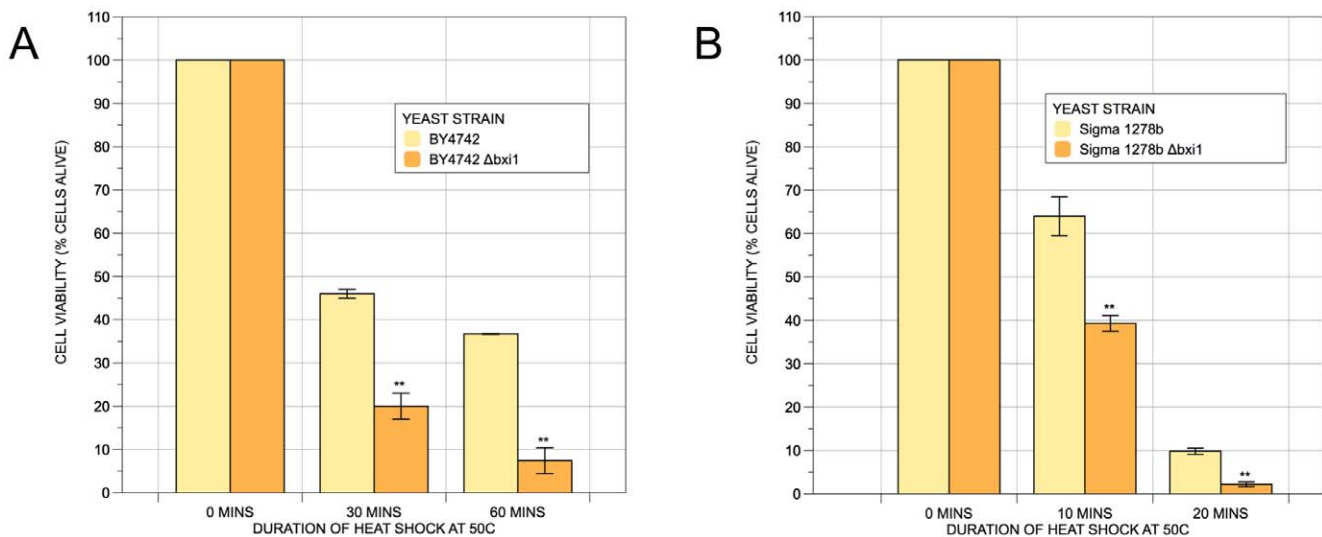 A
CELL VIABILITY (% CELLS ALIVE)
110
100
90
80
70
60
50
40
30
20
10
0
YEAST STRAIN
BY4742
BY4742 Δbxi1
**
**
0 MINS 30 MINS 60 MINS
DURATION OF HEAT SHOCK AT 50C
B
CELL VIABILITY (% CELLS ALIVE)
110
100
90
80
70
60
50
40
30
20
10
0
YEAST STRAIN
Sigma 1278b
Sigma 1278b Δbxi1
**
**
0 MINS 10 MINS 20 MINS
DURATION OF HEAT SHOCK AT 50C